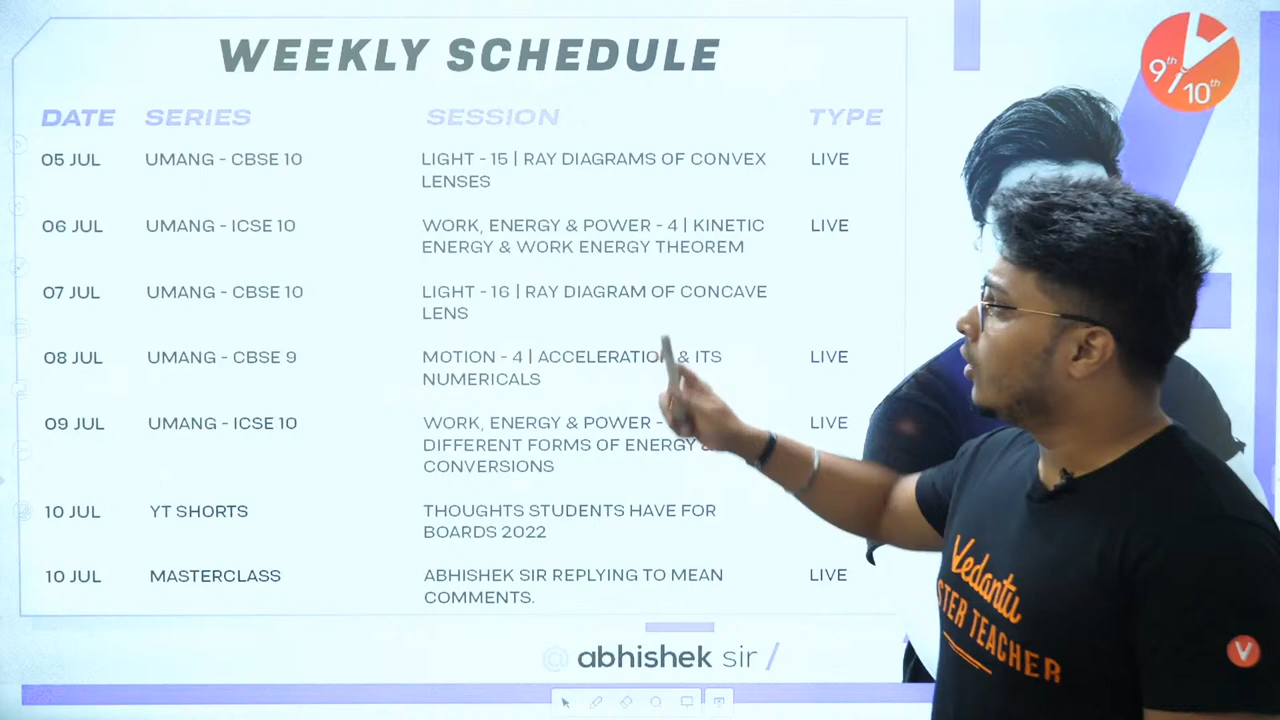 WEEKLY SCHEDULE
DATE SERIES SESSION TYPE
05 JUL UMANG - CBSE 10 LIGHT - 15 | RAY DIAGRAMS OF CONVEX LIVE
LENSES
06 JUL UMANG - ICSE 10 WORK, ENERGY & POWER - 4 | KINETIC LIVE
ENERGY & WORK ENERGY THEOREM
07 JUL UMANG - CBSE 10 LIGHT - 16 | RAY DIAGRAM OF CONCAVE LIVE
LENS
08 JUL UMANG - CBSE 9 MOTION - 4 | ACCELERATION & ITS LIVE
NUMERICALS
09 JUL UMANG - ICSE 10 WORK, ENERGY & POWER - LIVE
DIFFERENT FORMS OF ENERGY &
CONVERSIONS
10 JUL YT SHORTS THOUGHTS STUDENTS HAVE FOR
BOARDS 2022
10 JUL MASTERCLASS ABHISHEK SIR REPLYING TO MEAN LIVE
COMMENTS.
@ abhishek sir /
9th/10th
Vedantu
STER TEACHER
V